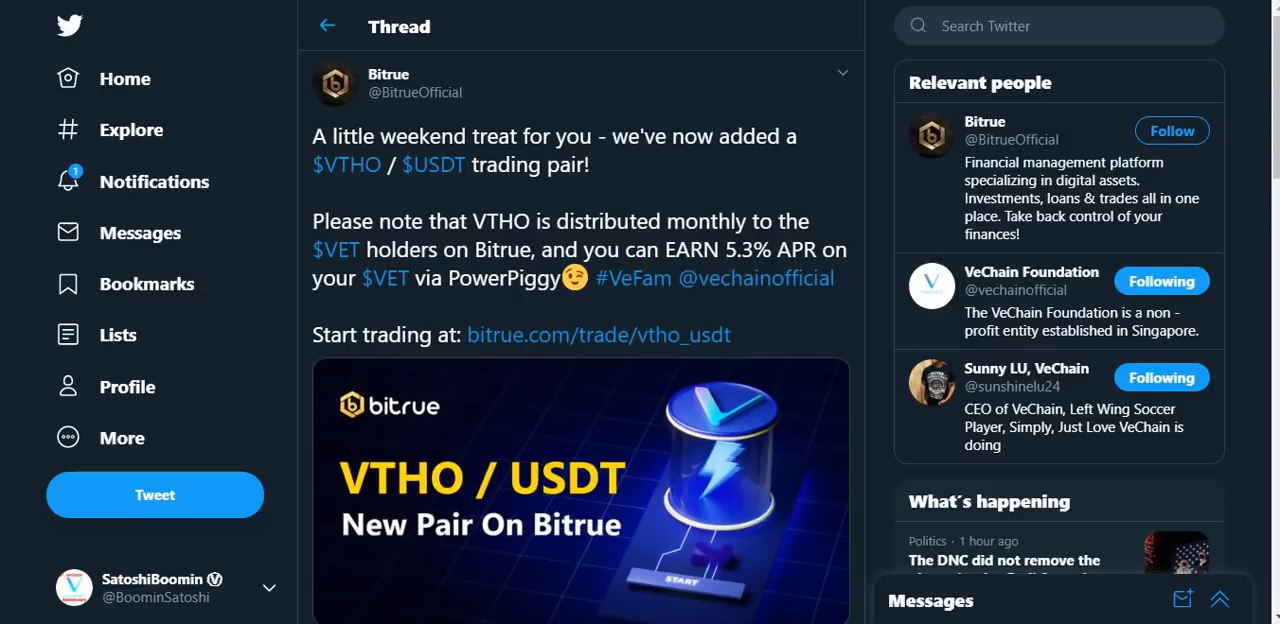 Home
Explore
1
Notifications
Messages
Bookmarks
Lists
Profile
More
Tweet
SatoshiBoomin
@BoominSatoshi
Thread
Bitrue
@BitrueOfficial
A little weekend treat for you - we've now added a
$VTHO / $USDT trading pair!
Please note that VTHO is distributed monthly to the
$VET holders on Bitrue, and you can EARN 5.3% APR on
your $VET via PowerPiggy😉 #VeFam @vechainofficial
Start trading at: bitrue.com/trade/vtho_usdt
bitrue
VTHO / USDT
New Pair On Bitrue
START
Search Twitter
Relevant people
Bitrue
@BitrueOfficial
Follow
Financial management platform
specializing in digital assets.
Investments, loans & trades all in one
place. Take back control of your
finances!
VeChain Foundation
@vechainofficial
Following
The VeChain Foundation is a non -
profit entity established in Singapore.
Sunny LU, VeChain
@sunshinelu24
Following
CEO of VeChain, Left Wing Soccer
Player, Simply, Just Love VeChain is
doing
What´s happening
Politics · 1 hour ago
The DNC did not remove the
Messages